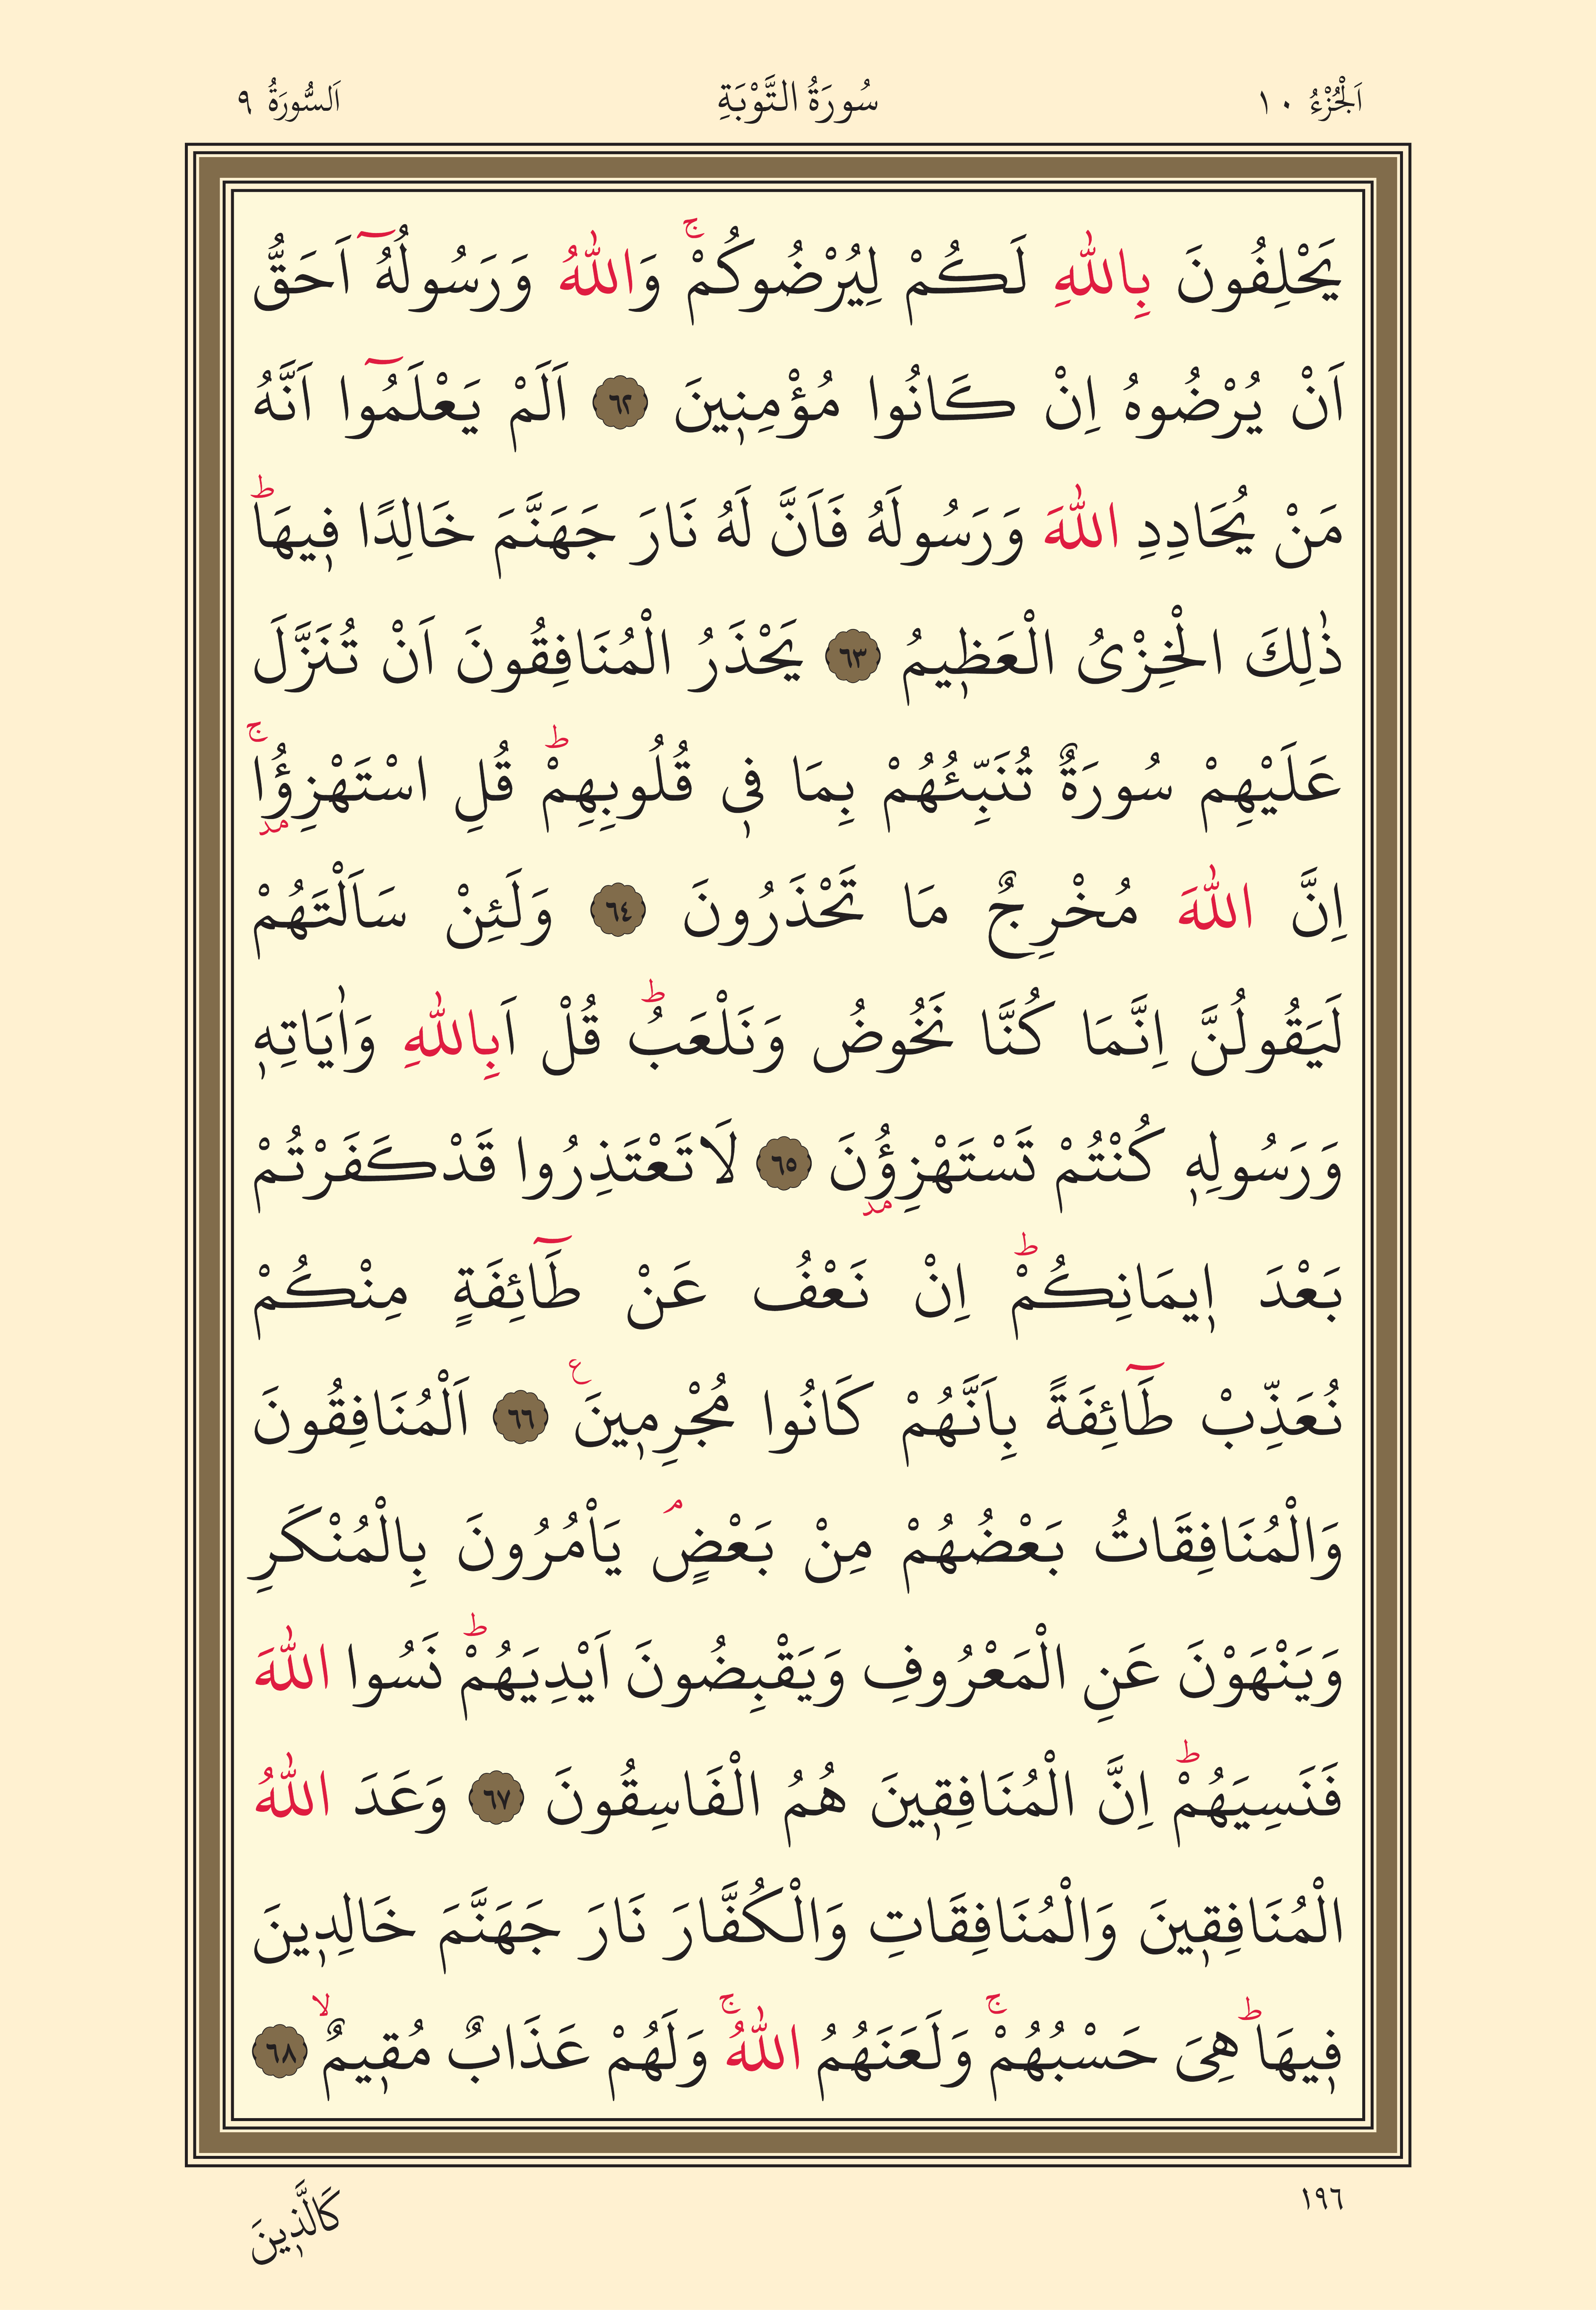 اَلْجُزْءُ ١٠ سُورَةُ التَّوْبَةِ اَلسُّورَةُ ٩
يَحْلِفُونَ بِاللّٰهِ لَكُمْ لِيُرْضُوكُمْۚ وَاللّٰهُ وَرَسُولُهُٓ اَحَقُّ
اَنْ يُرْضُوهُ اِنْ كَانُوا مُؤْمِنٖينَ ٦٢ اَلَمْ يَعْلَمُٓوا اَنَّهُ
مَنْ يُحَادِدِ اللّٰهَ وَرَسُولَهُ فَاَنَّ لَهُ نَارَ جَهَنَّمَ خَالِدًا فٖيهَاؕ
ذٰلِكَ الْخِزْىُ الْعَظٖيمُ ٦٣ يَحْذَرُ الْمُنَافِقُونَ اَنْ تُنَزَّلَ
عَلَيْهِمْ سُورَةٌ تُنَبِّئُهُمْ بِمَا فٖى قُلُوبِهِمْؕ قُلِ اسْتَهْزِؤُ۫اۚ
اِنَّ اللّٰهَ مُخْرِجٌ مَا تَحْذَرُونَ ٦٤ وَلَئِنْ سَاَلْتَهُمْ
لَيَقُولُنَّ اِنَّمَا كُنَّا نَخُوضُ وَنَلْعَبُؕ قُلْ اَبِاللّٰهِ وَاٰيَاتِهٖ
وَرَسُولِهٖ كُنْتُمْ تَسْتَهْزِؤُ۫نَ ٦٥ لَا تَعْتَذِرُوا قَدْ كَفَرْتُمْ
بَعْدَ اٖيمَانِكُمْؕ اِنْ نَعْفُ عَنْ طَٓائِفَةٍ مِنْكُمْ
نُعَذِّبْ طَٓائِفَةً بِاَنَّهُمْ كَانُوا مُجْرِمٖينَ ࣖ ٦٦ اَلْمُنَافِقُونَ
وَالْمُنَافِقَاتُ بَعْضُهُمْ مِنْ بَعْضٍۢ يَاْمُرُونَ بِالْمُنْكَرِ
وَيَنْهَوْنَ عَنِ الْمَعْرُوفِ وَيَقْبِضُونَ اَيْدِيَهُمْؕ نَسُوا اللّٰهَ
فَنَسِيَهُمْؕ اِنَّ الْمُنَافِقٖينَ هُمُ الْفَاسِقُونَ ٦٧ وَعَدَ اللّٰهُ
الْمُنَافِقٖينَ وَالْمُنَافِقَاتِ وَالْكُفَّارَ نَارَ جَهَنَّمَ خَالِدٖينَ
فٖيهَاؕ هِىَ حَسْبُهُمْۚ وَلَعَنَهُمُ اللّٰهُۚ وَلَهُمْ عَذَابٌ مُقٖيمٌۙ ٦٨
١٩٦ كَالَّذٖينَ